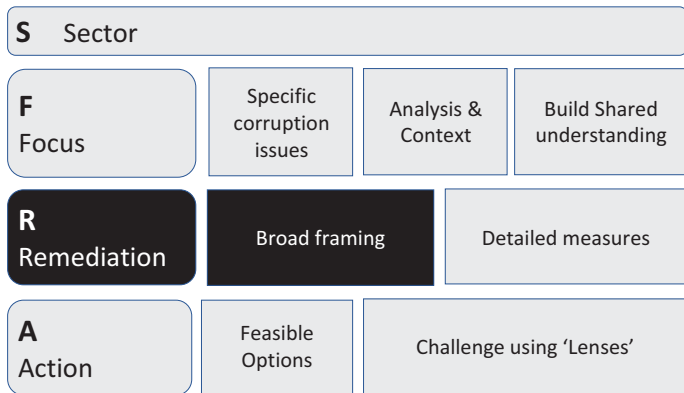 S Sector
F
Focus
Specific
corruption
issues
Analysis &
Context
Build Shared
understanding
R
Remediation
Broad framing
Detailed measures
A
Action
Feasible
Options
Challenge using ‘Lenses’